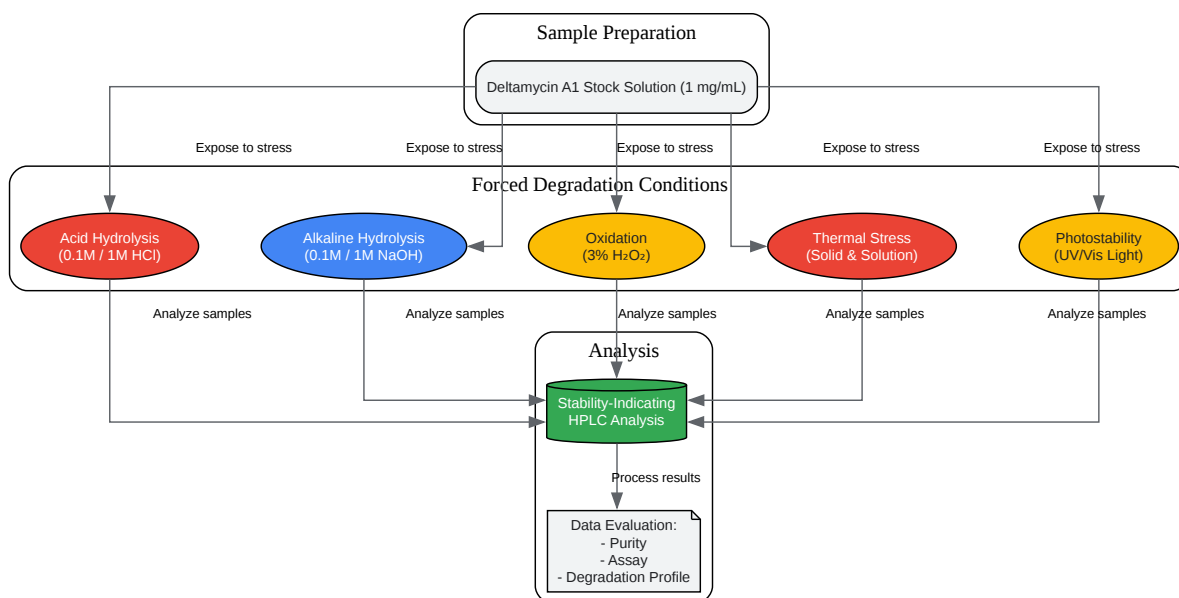 Sample Preparation
Deltamycin A1 Stock Solution (1 mg/mL)
Expose to stress
Expose to stress
Expose to stress
Expose to stress
Expose to stress
Forced Degradation Conditions
Acid Hydrolysis
(0.1M / 1M HCl)
Alkaline Hydrolysis
(0.1M / 1M NaOH)
Oxidation
(3% H₂O₂)
Thermal Stress
(Solid & Solution)
Photostability
(UV/Vis Light)
Analyze samples
Analyze samples
Analyze samples
Analyze samples
Analyze samples
Analysis
Stability-Indicating
HPLC Analysis
Process results
Data Evaluation:
- Purity
- Assay
- Degradation Profile